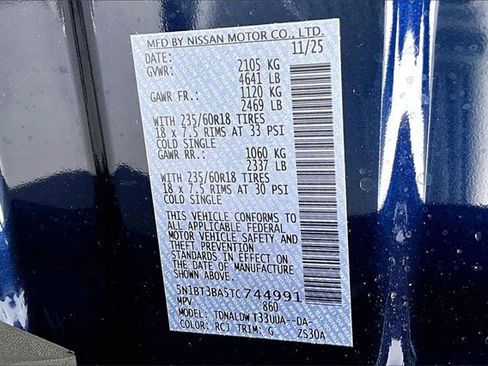 MFD BY NISSAN MOTOR CO., LTD.
DATE: 11/25
GVWR: 2105 KG
4641 LB
GAWR FR.: 1120 KG
2469 LB
WITH 235/60R18 TIRES
18 x 7.5 RIMS AT 33 PSI
COLD SINGLE
GAWR RR.: 1060 KG
2337 LB
WITH 235/60R18 TIRES
18 x 7.5 RIMS AT 30 PSI
COLD SINGLE
THIS VEHICLE CONFORMS TO
ALL APPLICABLE FEDERAL
MOTOR VEHICLE SAFETY AND
THEFT PREVENTION
STANDARDS IN EFFECT ON
THE DATE OF MANUFACTURE
SHOWN ABOVE.
5N1BT3BA5TC744991
MPV 860
MODEL: TDNALDWT33UUA--DA
COLOR: RCJ TRIM: G ZS30A